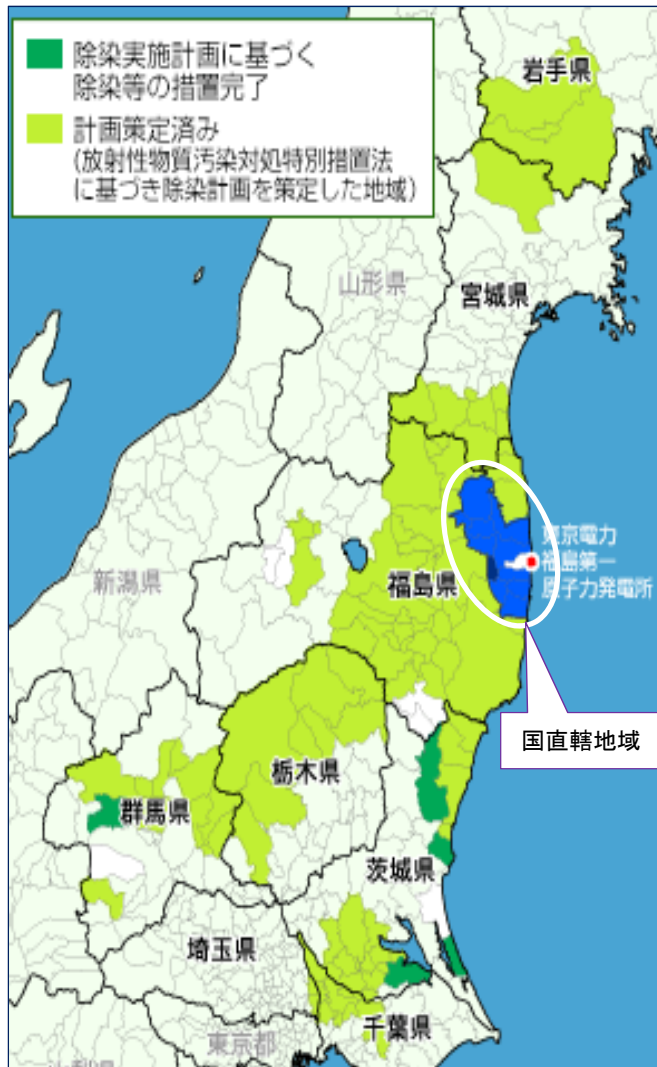 除染実施計画に基づく
除染等の措置完了
計画策定済み
(放射性物質汚染対処特別措置法
に基づき除染計画を策定した地域)
岩手県
山形県
宮城県
東京電力
福島第一
原子力発電所
新潟県
福島県
国直轄地域
栃木県
群馬県
茨城県
埼玉県
千葉県
東京都
山梨県